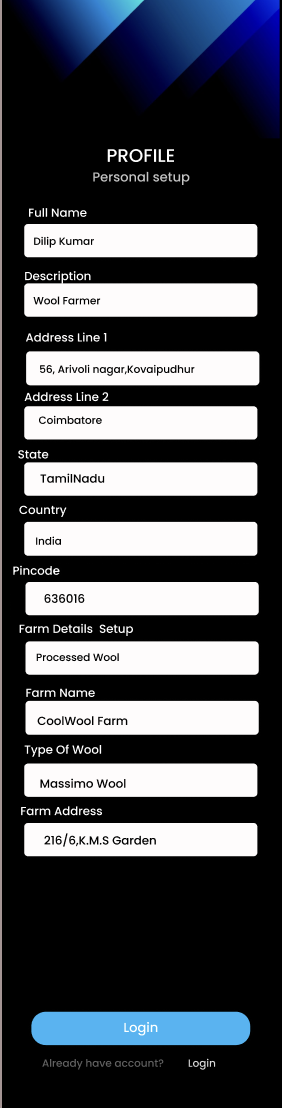 PROFILE
Personal setup
Full Name
Dilip Kumar
Description
Wool Farmer
Address Line 1
56, Arivoli nagar,Kovaipudhur
Address Line 2
Coimbatore
State
TamilNadu
Country
India
Pincode
636016
Farm Details  Setup
Processed Wool
Farm Name
CoolWool Farm
Type Of Wool
Massimo Wool
Farm Address
216/6,K.M.S Garden
Login
Already have account? Login